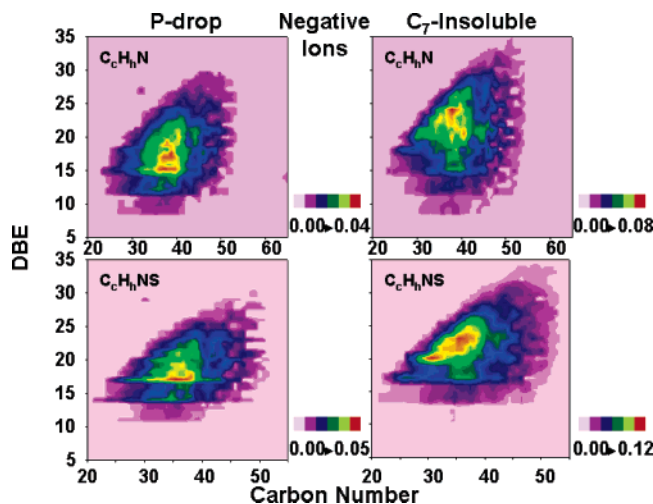 P-drop Negative Ions C₇-Insoluble
35
30
25
20
15
10
5
CcHhN
20 30 40 50 60
0.00▸0.04
CcHhN
20 30 40 50 60
0.00▸0.08
DBE
35
30
25
20
15
10
5
CcHhNS
20 30 40 50
0.00▸0.05
CcHhNS
20 30 40 50
0.00▸0.12
Carbon Number